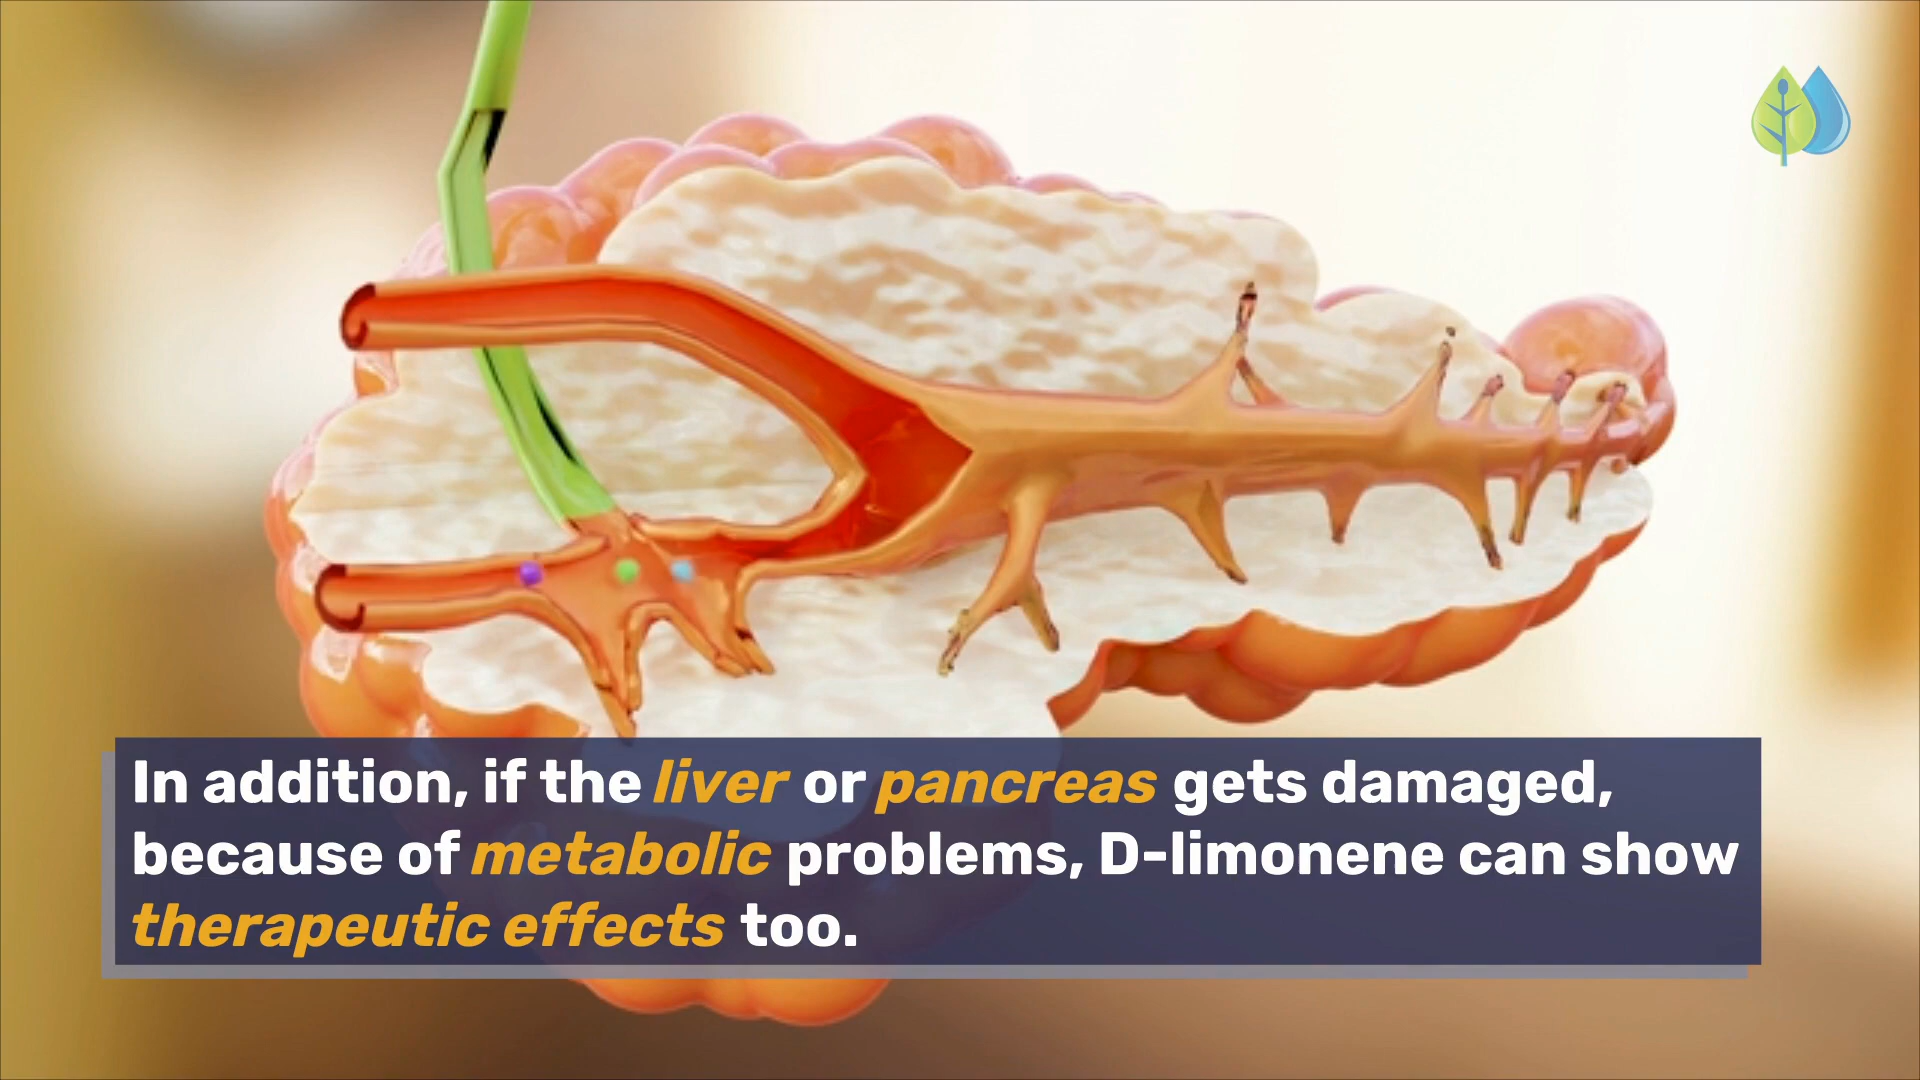 In addition, if the liver or pancreas gets damaged,
because of metabolic problems, D-limonene can show
therapeutic effects too.